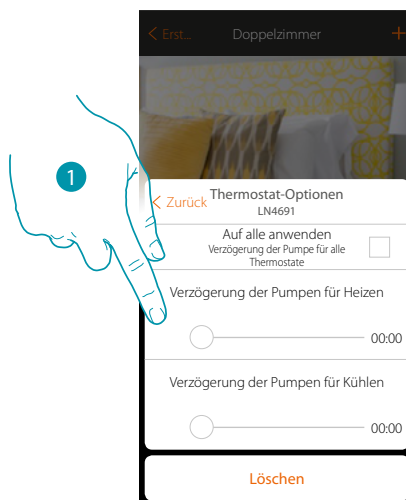 Erst... Doppelzimmer +
1
Zurück Thermostat-Optionen
LN4691
Auf alle anwenden
Verzögerung der Pumpe für alle
Thermostate
Verzögerung der Pumpen für Heizen
00:00
Verzögerung der Pumpen für Kühlen
00:00
Löschen